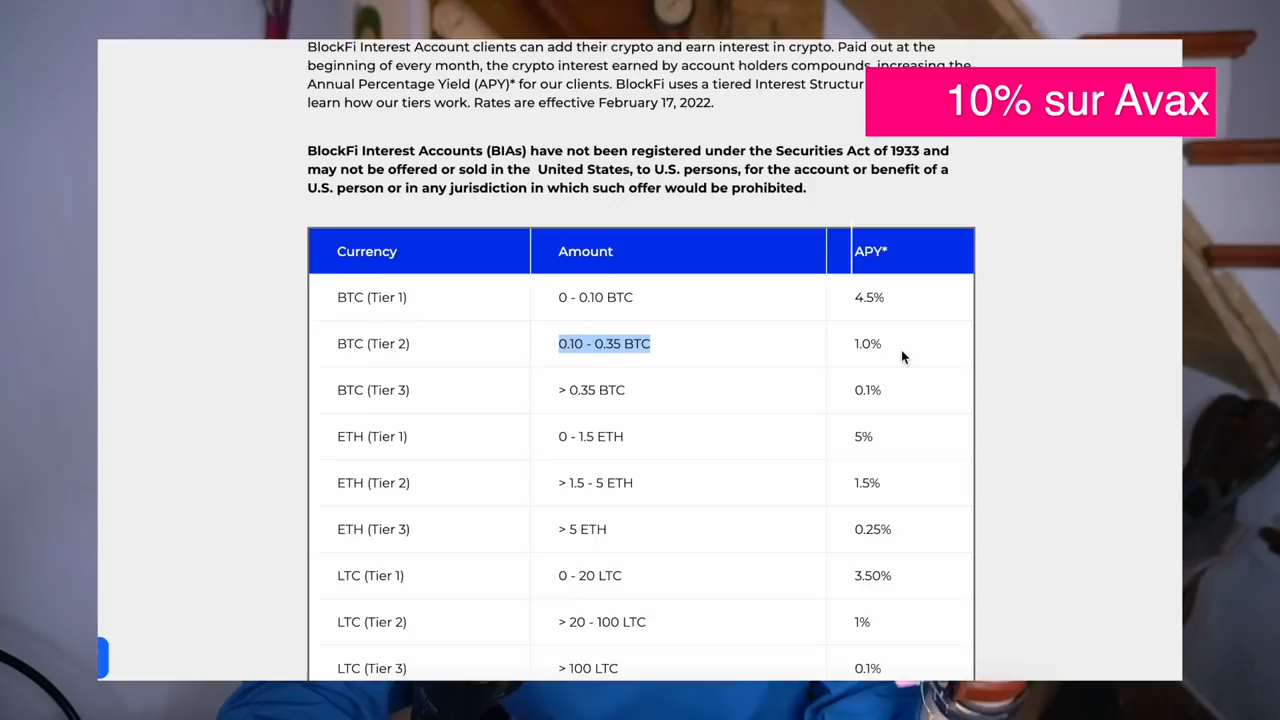 BlockFi Interest Account clients can add their crypto and earn interest in crypto. Paid out at the
beginning of every month, the crypto interest earned by account holders compounds, increasing the
Annual Percentage Yield (APY)* for our clients. BlockFi uses a tiered Interest
learn how our tiers work. Rates are effective February 17, 2022.
10% sur Avax
BlockFi Interest Accounts (BIAs) have not been registered under the Securities Act of 1933 and
may not be offered or sold in the United States, to U.S. persons, for the account or benefit of a
U.S. person or in any jurisdiction in which such offer would be prohibited.
Currency Amount APY*
BTC (Tier 1) 0 - 0.10 BTC 4.5%
BTC (Tier 2) 0.10 - 0.35 BTC 1.0%
BTC (Tier 3) > 0.35 BTC 0.1%
ETH (Tier 1) 0 - 1.5 ETH 5%
ETH (Tier 2) > 1.5 - 5 ETH 1.5%
ETH (Tier 3) > 5 ETH 0.25%
LTC (Tier 1) 0 - 20 LTC 3.50%
LTC (Tier 2) > 20 - 100 LTC 1%
LTC (Tier 3) > 100 LTC 0.1%